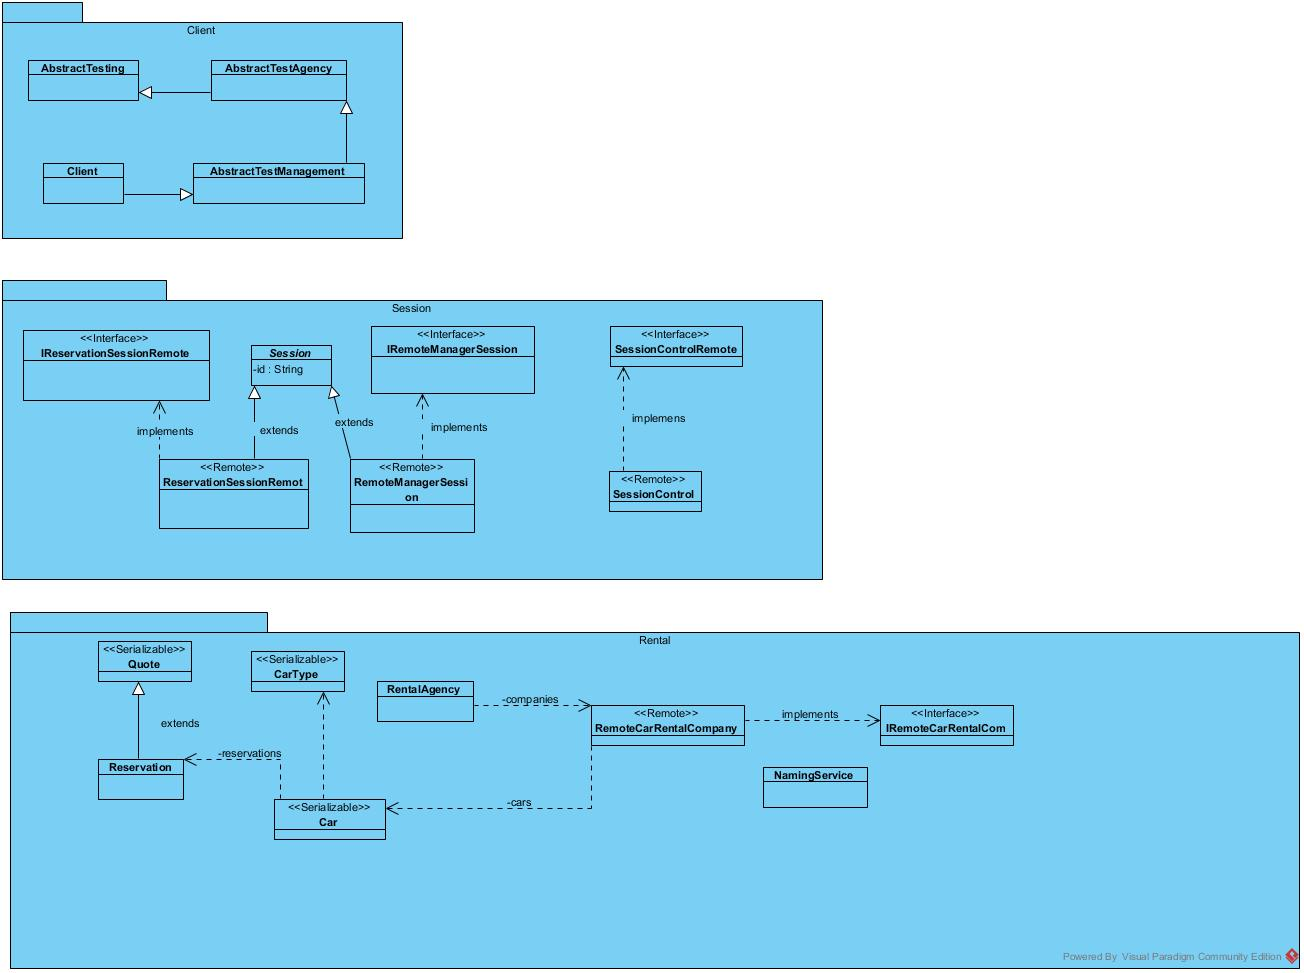 Client
AbstractTesting
AbstractTestAgency
Client
AbstractTestManagement
Session
<<Interface>>
IReservationSessionRemote
Session
-id : String
<<Interface>>
IRemoteManagerSession
<<Interface>>
SessionControlRemote
implements
extends
extends
implements
implemens
<<Remote>>
ReservationSessionRemot
<<Remote>>
RemoteManagerSessi
on
<<Remote>>
SessionControl
Rental
<<Serializable>>
Quote
<<Serializable>>
CarType
RentalAgency
-companies
<<Remote>>
RemoteCarRentalCompany
implements
<<Interface>>
IRemoteCarRentalCom
extends
-reservations
Reservation
NamingService
<<Serializable>>
Car
-cars
Powered By Visual Paradigm Community Edition